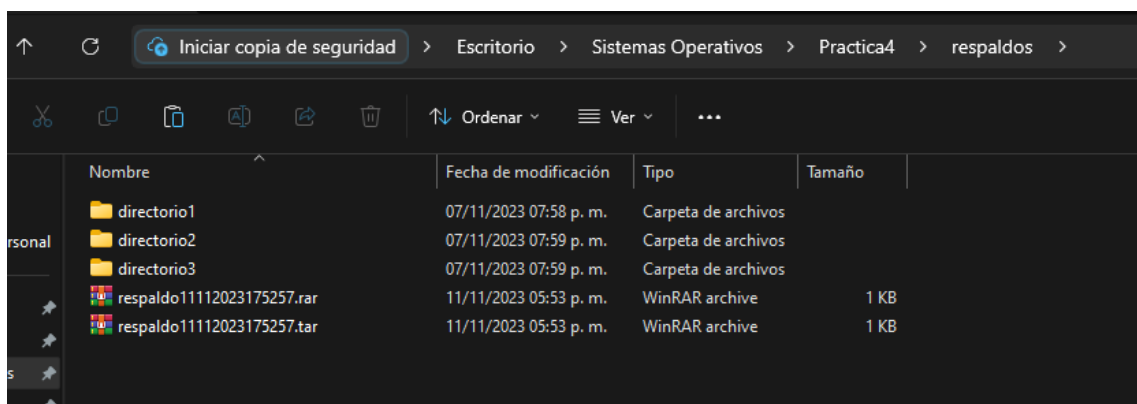 Iniciar copia de seguridad > Escritorio > Sistemas Operativos > Practica4 > respaldos >
Ordenar Ver ...
Nombre Fecha de modificación Tipo Tamaño
directorio1 07/11/2023 07:58 p. m. Carpeta de archivos
rsonal directorio2 07/11/2023 07:59 p. m. Carpeta de archivos
directorio3 07/11/2023 07:59 p. m. Carpeta de archivos
respaldo11112023175257.rar 11/11/2023 05:53 p. m. WinRAR archive 1 KB
respaldo11112023175257.tar 11/11/2023 05:53 p. m. WinRAR archive 1 KB
s